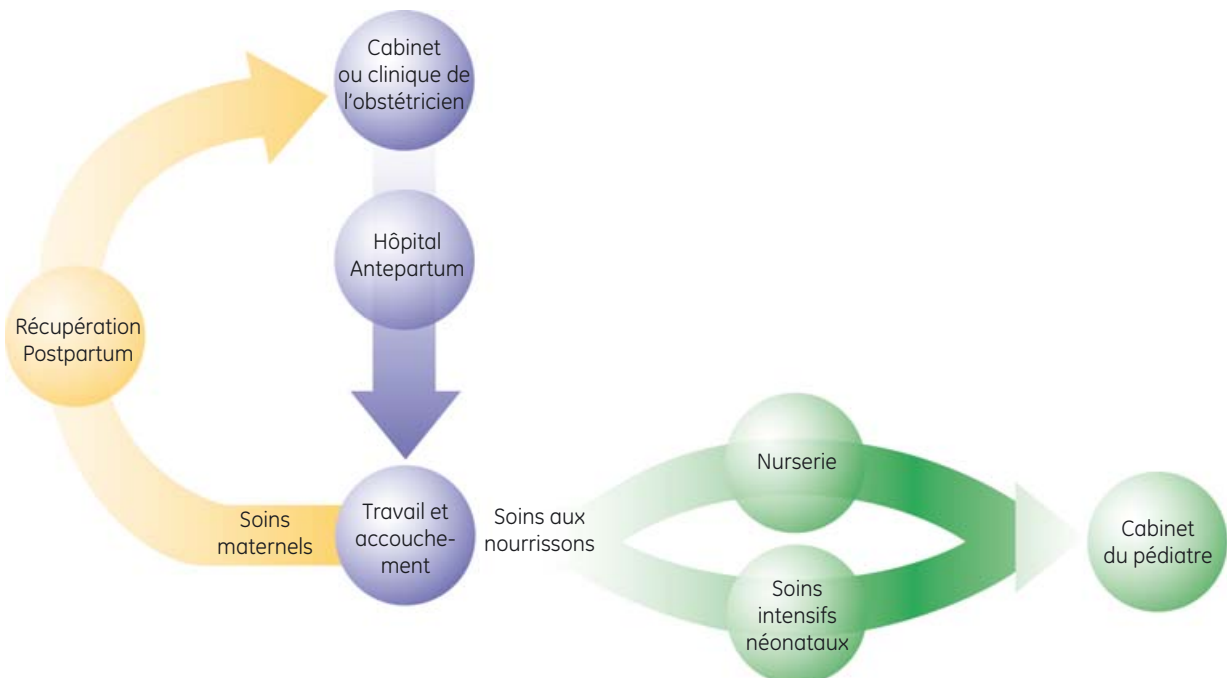 Cabinet
ou clinique de
l'obstétricien
Hôpital
Antepartum
Récupération
Postpartum
Soins
maternels
Travail et
accouche-
ment
Soins aux
nourrissons
Nurserie
Soins
intensifs
néonataux
Cabinet
du pédiatre